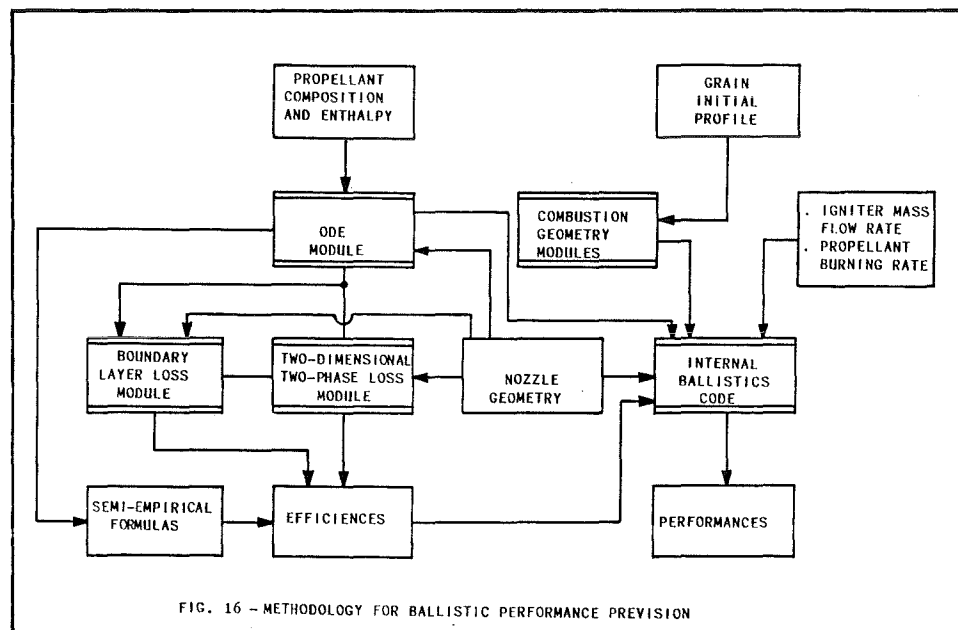 PROPELLANT
COMPOSITION
AND ENTHALPY
GRAIN
INITIAL
PROFILE
ODE
MODULE
COMBUSTION
GEOMETRY
MODULES
. IGNITER MASS
FLOW RATE
. PROPELLANT
BURNING RATE
BOUNDARY
LAYER LOSS
MODULE
TWO-DIMENSIONAL
TWO-PHASE LOSS
MODULE
NOZZLE
GEOMETRY
INTERNAL
BALLISTICS
CODE
SEMI-EMPIRICAL
FORMULAS
EFFICIENCES
PERFORMANCES
FIG. 16 - METHODOLOGY FOR BALLISTIC PERFORMANCE PREVISION